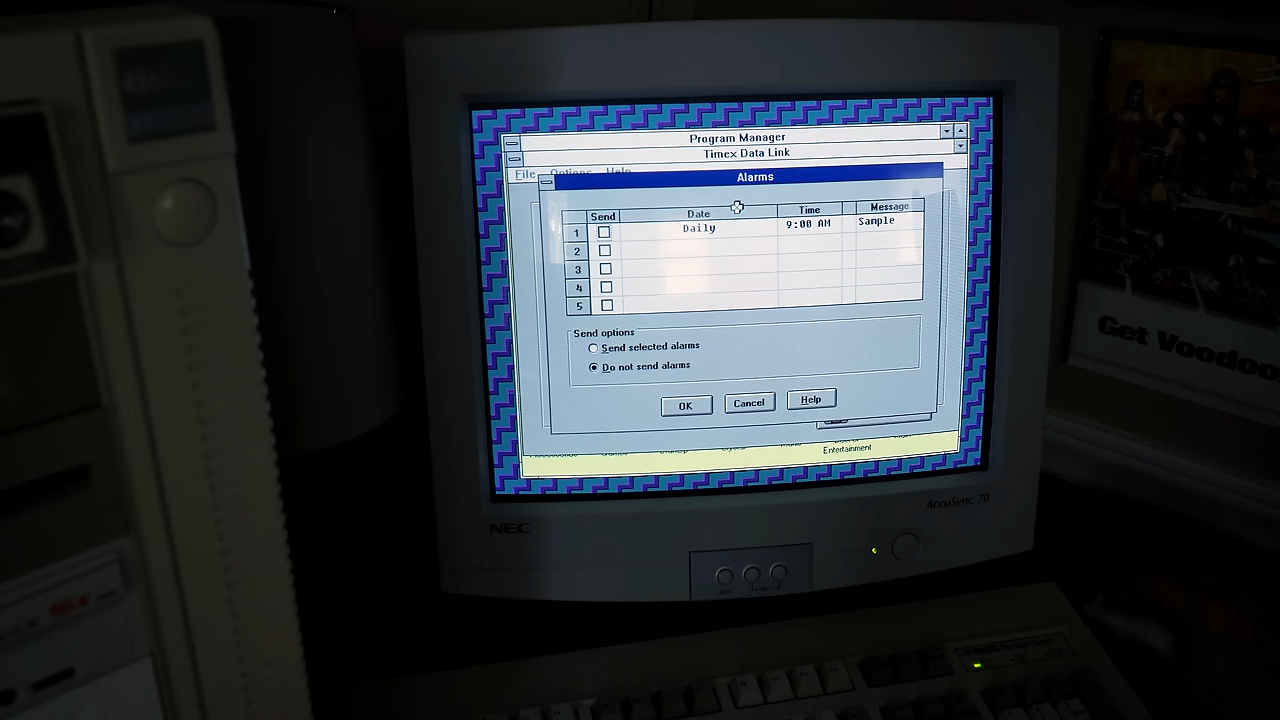 Program Manager
Timex Data Link
File Options Help
Alarms
Send Date Time Message
1 Daily 9:00 AM Sample
2
3
4
5
Send options
Send selected alarms
Do not send alarms
OK Cancel Help
Entertainment
NEC
AccuSync 70
Get Voodoo